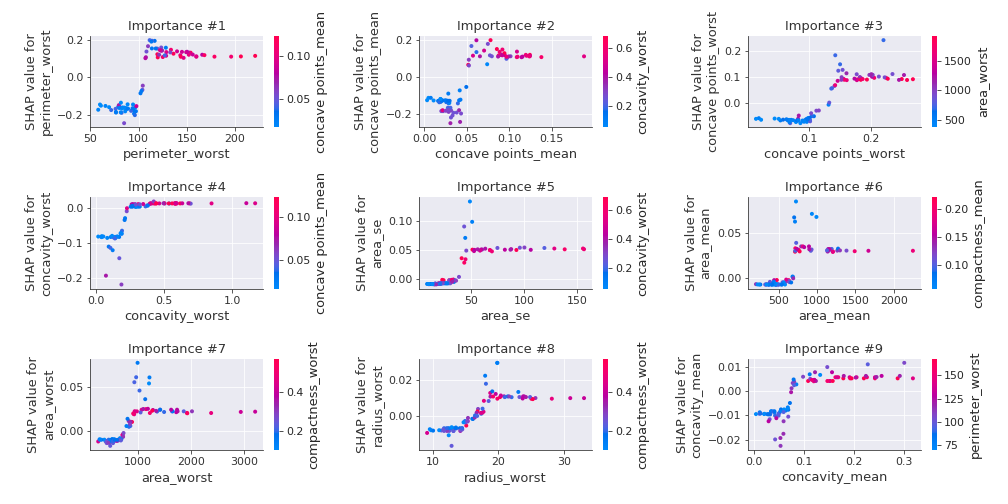 Importance #1
SHAP value for
perimeter_worst
0.2
0.0
−0.2
50
100
150
200
perimeter_worst
0.10
0.05
concave points_mean
Importance #2
SHAP value for
concave points_mean
0.2
0.0
−0.2
0.00
0.05
0.10
0.15
concave points_mean
0.6
0.4
0.2
concavity_worst
Importance #3
SHAP value for
concave points_worst
0.2
0.1
0.0
0.1
0.2
concave points_worst
1500
1000
500
area_worst
Importance #4
SHAP value for
concavity_worst
0.0
−0.1
−0.2
0.0
0.5
1.0
concavity_worst
0.10
0.05
concave points_mean
Importance #5
SHAP value for
area_se
0.10
0.05
0.00
50
100
150
area_se
0.6
0.4
0.2
concavity_worst
Importance #6
SHAP value for
area_mean
0.05
0.00
500
1000
1500
2000
area_mean
0.20
0.15
0.10
compactness_mean
Importance #7
SHAP value for
area_worst
0.05
0.00
1000
2000
3000
area_worst
0.4
0.2
compactness_worst
Importance #8
SHAP value for
radius_worst
0.02
0.00
10
20
30
radius_worst
0.4
0.2
compactness_worst
Importance #9
SHAP value for
concavity_mean
0.01
0.00
−0.01
−0.02
0.0
0.1
0.2
0.3
concavity_mean
150
125
100
75
perimeter_worst